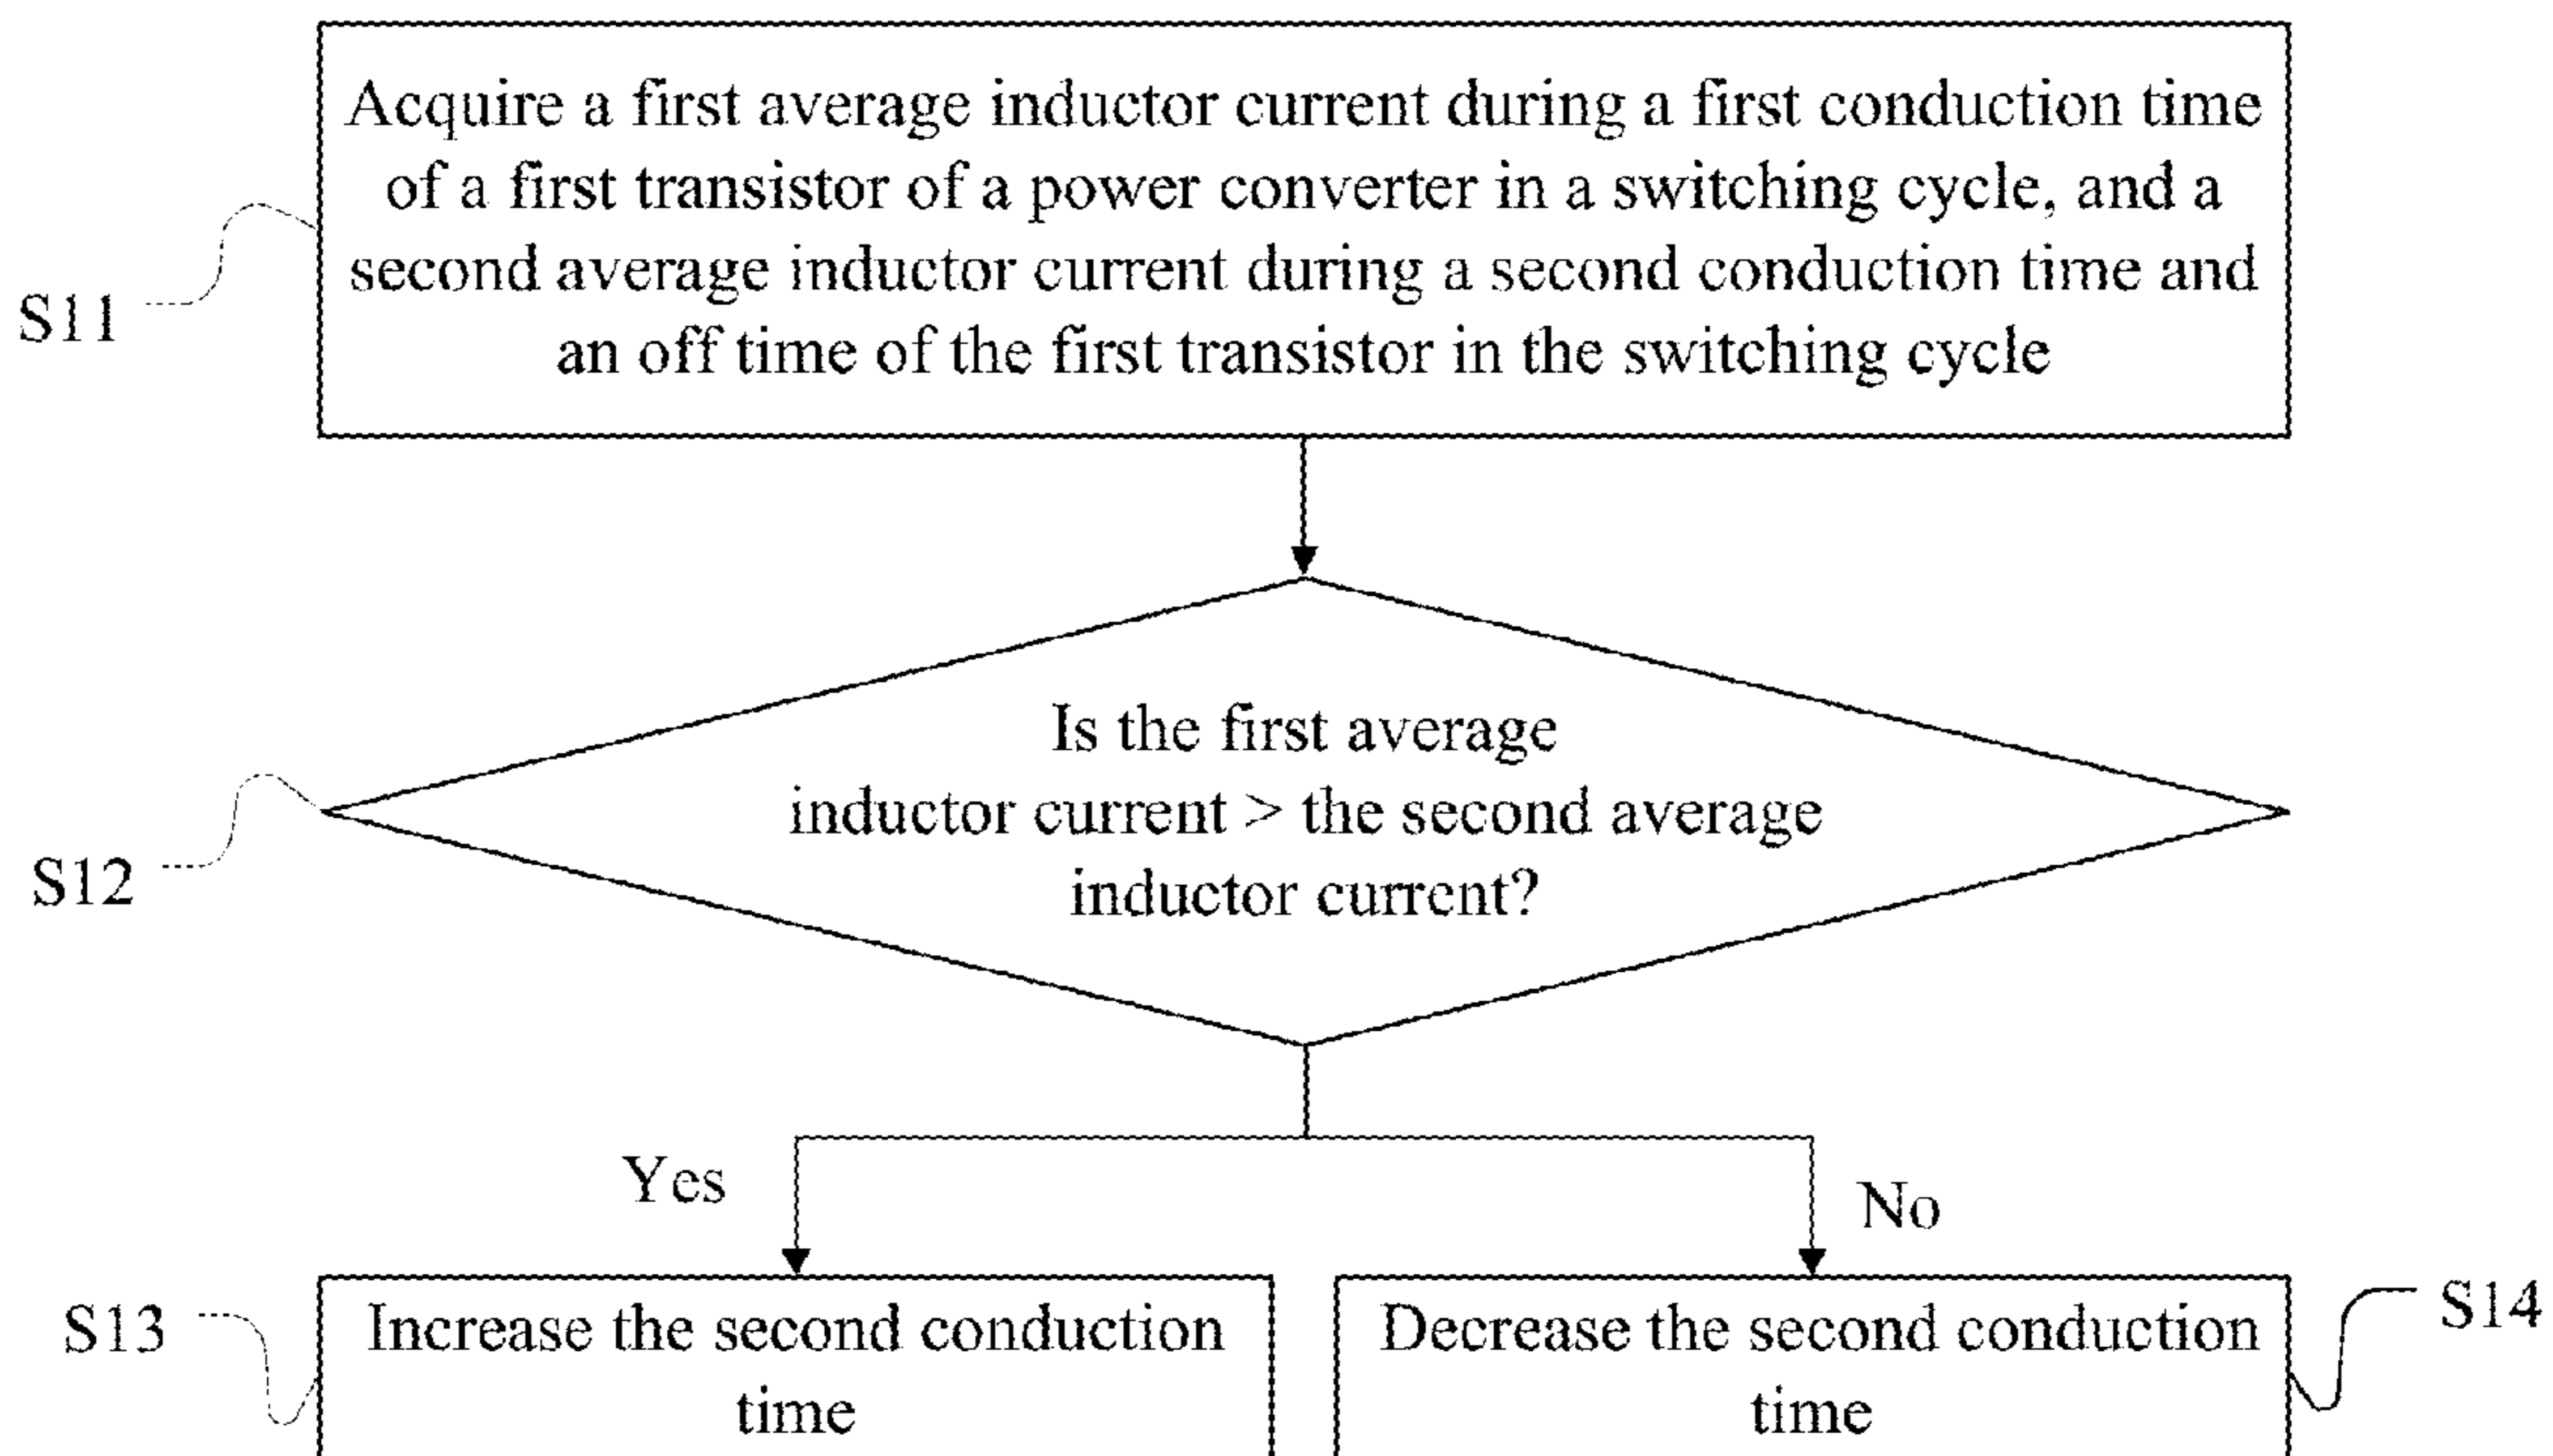 Acquire a first average inductor current during a first conduction time
of a first transistor of a power converter in a switching cycle, and a
second average inductor current during a second conduction time and
an off time of the first transistor in the switching cycle
S11
Is the first average
inductor current > the second average
inductor current?
S12
Yes
No
S13
Increase the second conduction
time
Decrease the second conduction
time
S14